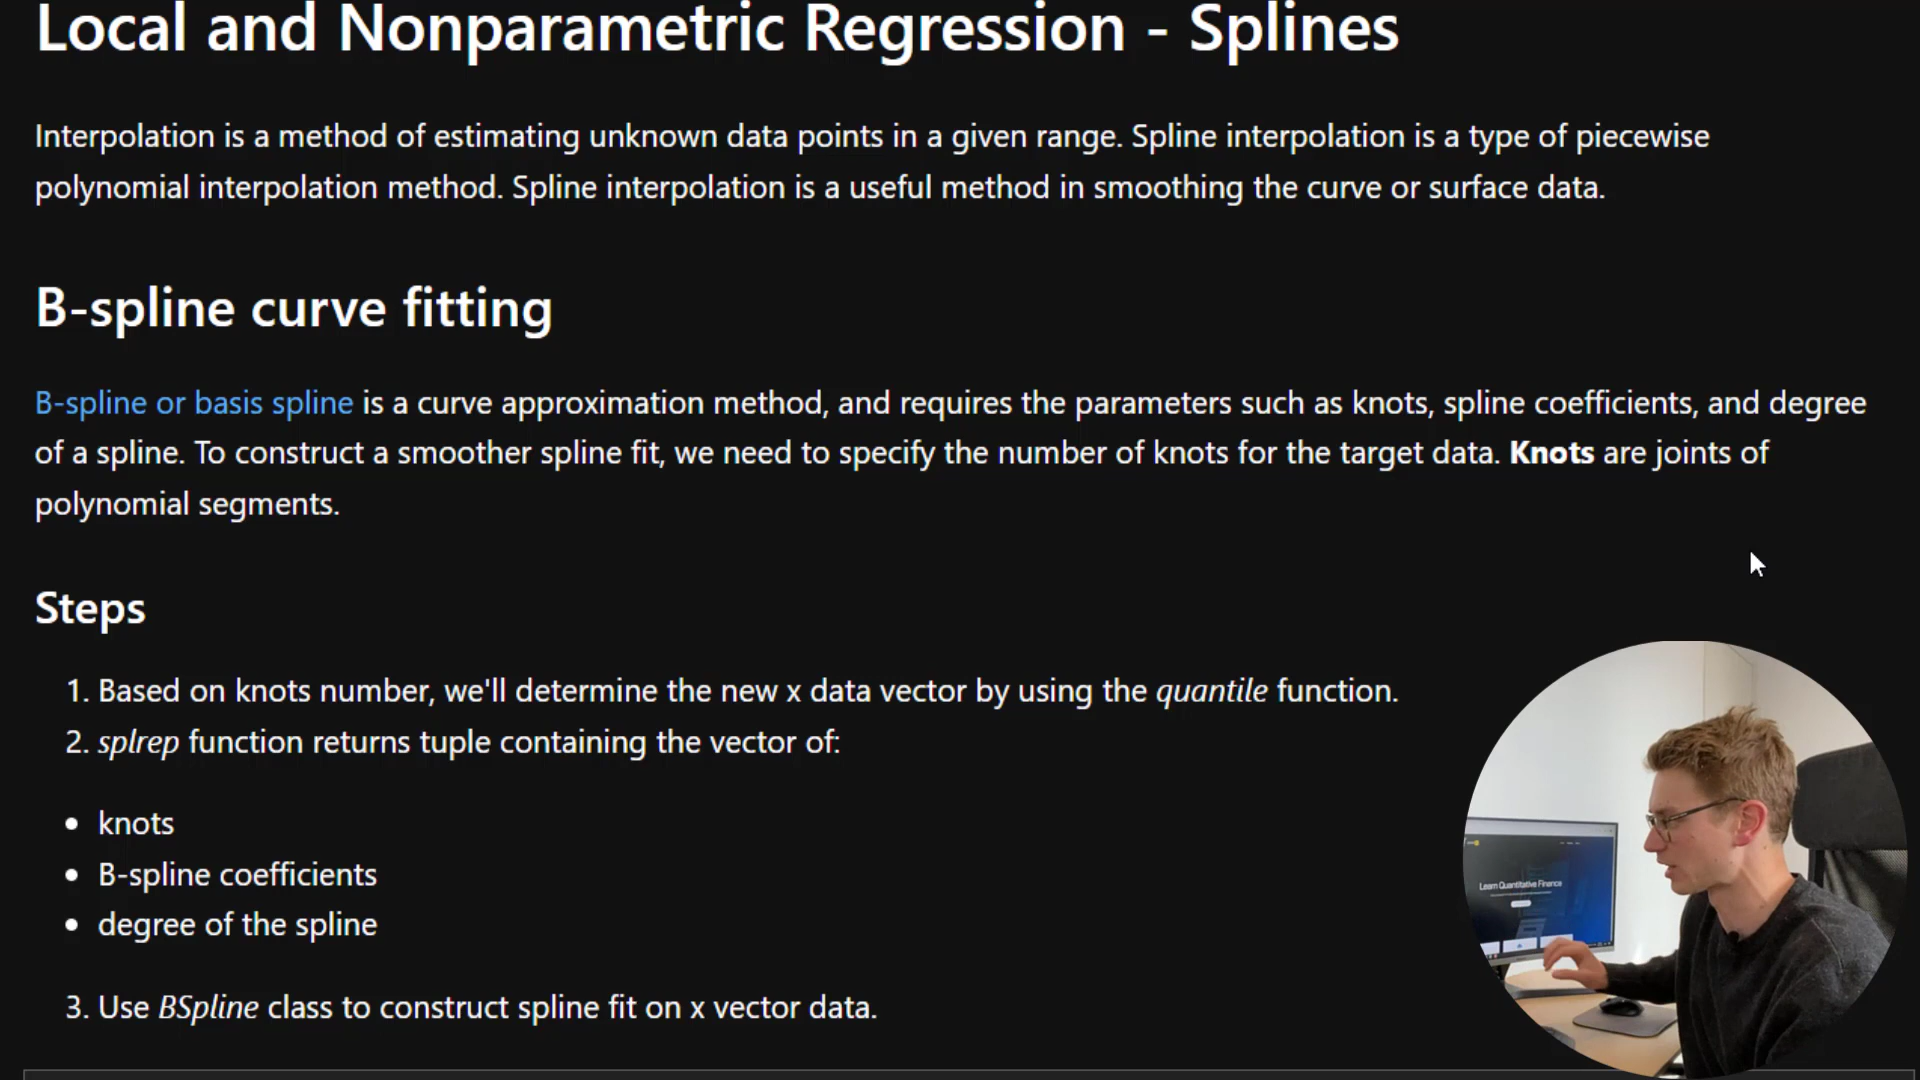 Local and Nonparametric Regression - Splines
Interpolation is a method of estimating unknown data points in a given range. Spline interpolation is a type of piecewise
polynomial interpolation method. Spline interpolation is a useful method in smoothing the curve or surface data.
B-spline curve fitting
B-spline or basis spline is a curve approximation method, and requires the parameters such as knots, spline coefficients, and degree
of a spline. To construct a smoother spline fit, we need to specify the number of knots for the target data. Knots are joints of
polynomial segments.
Steps
1. Based on knots number, we'll determine the new x data vector by using the quantile function.
2. splrep function returns tuple containing the vector of:
• knots
• B-spline coefficients
• degree of the spline
3. Use BSpline class to construct spline fit on x vector data.
Learn Quantitative Finance